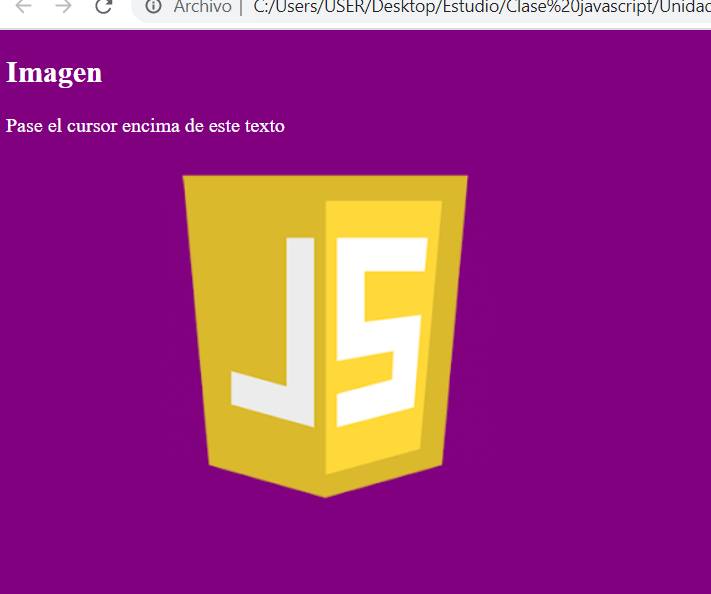 Archivo | C:/Users/USER/Desktop/Estudio/Clase%20javascript/Unidad
Imagen
Pase el cursor encima de este texto
JS